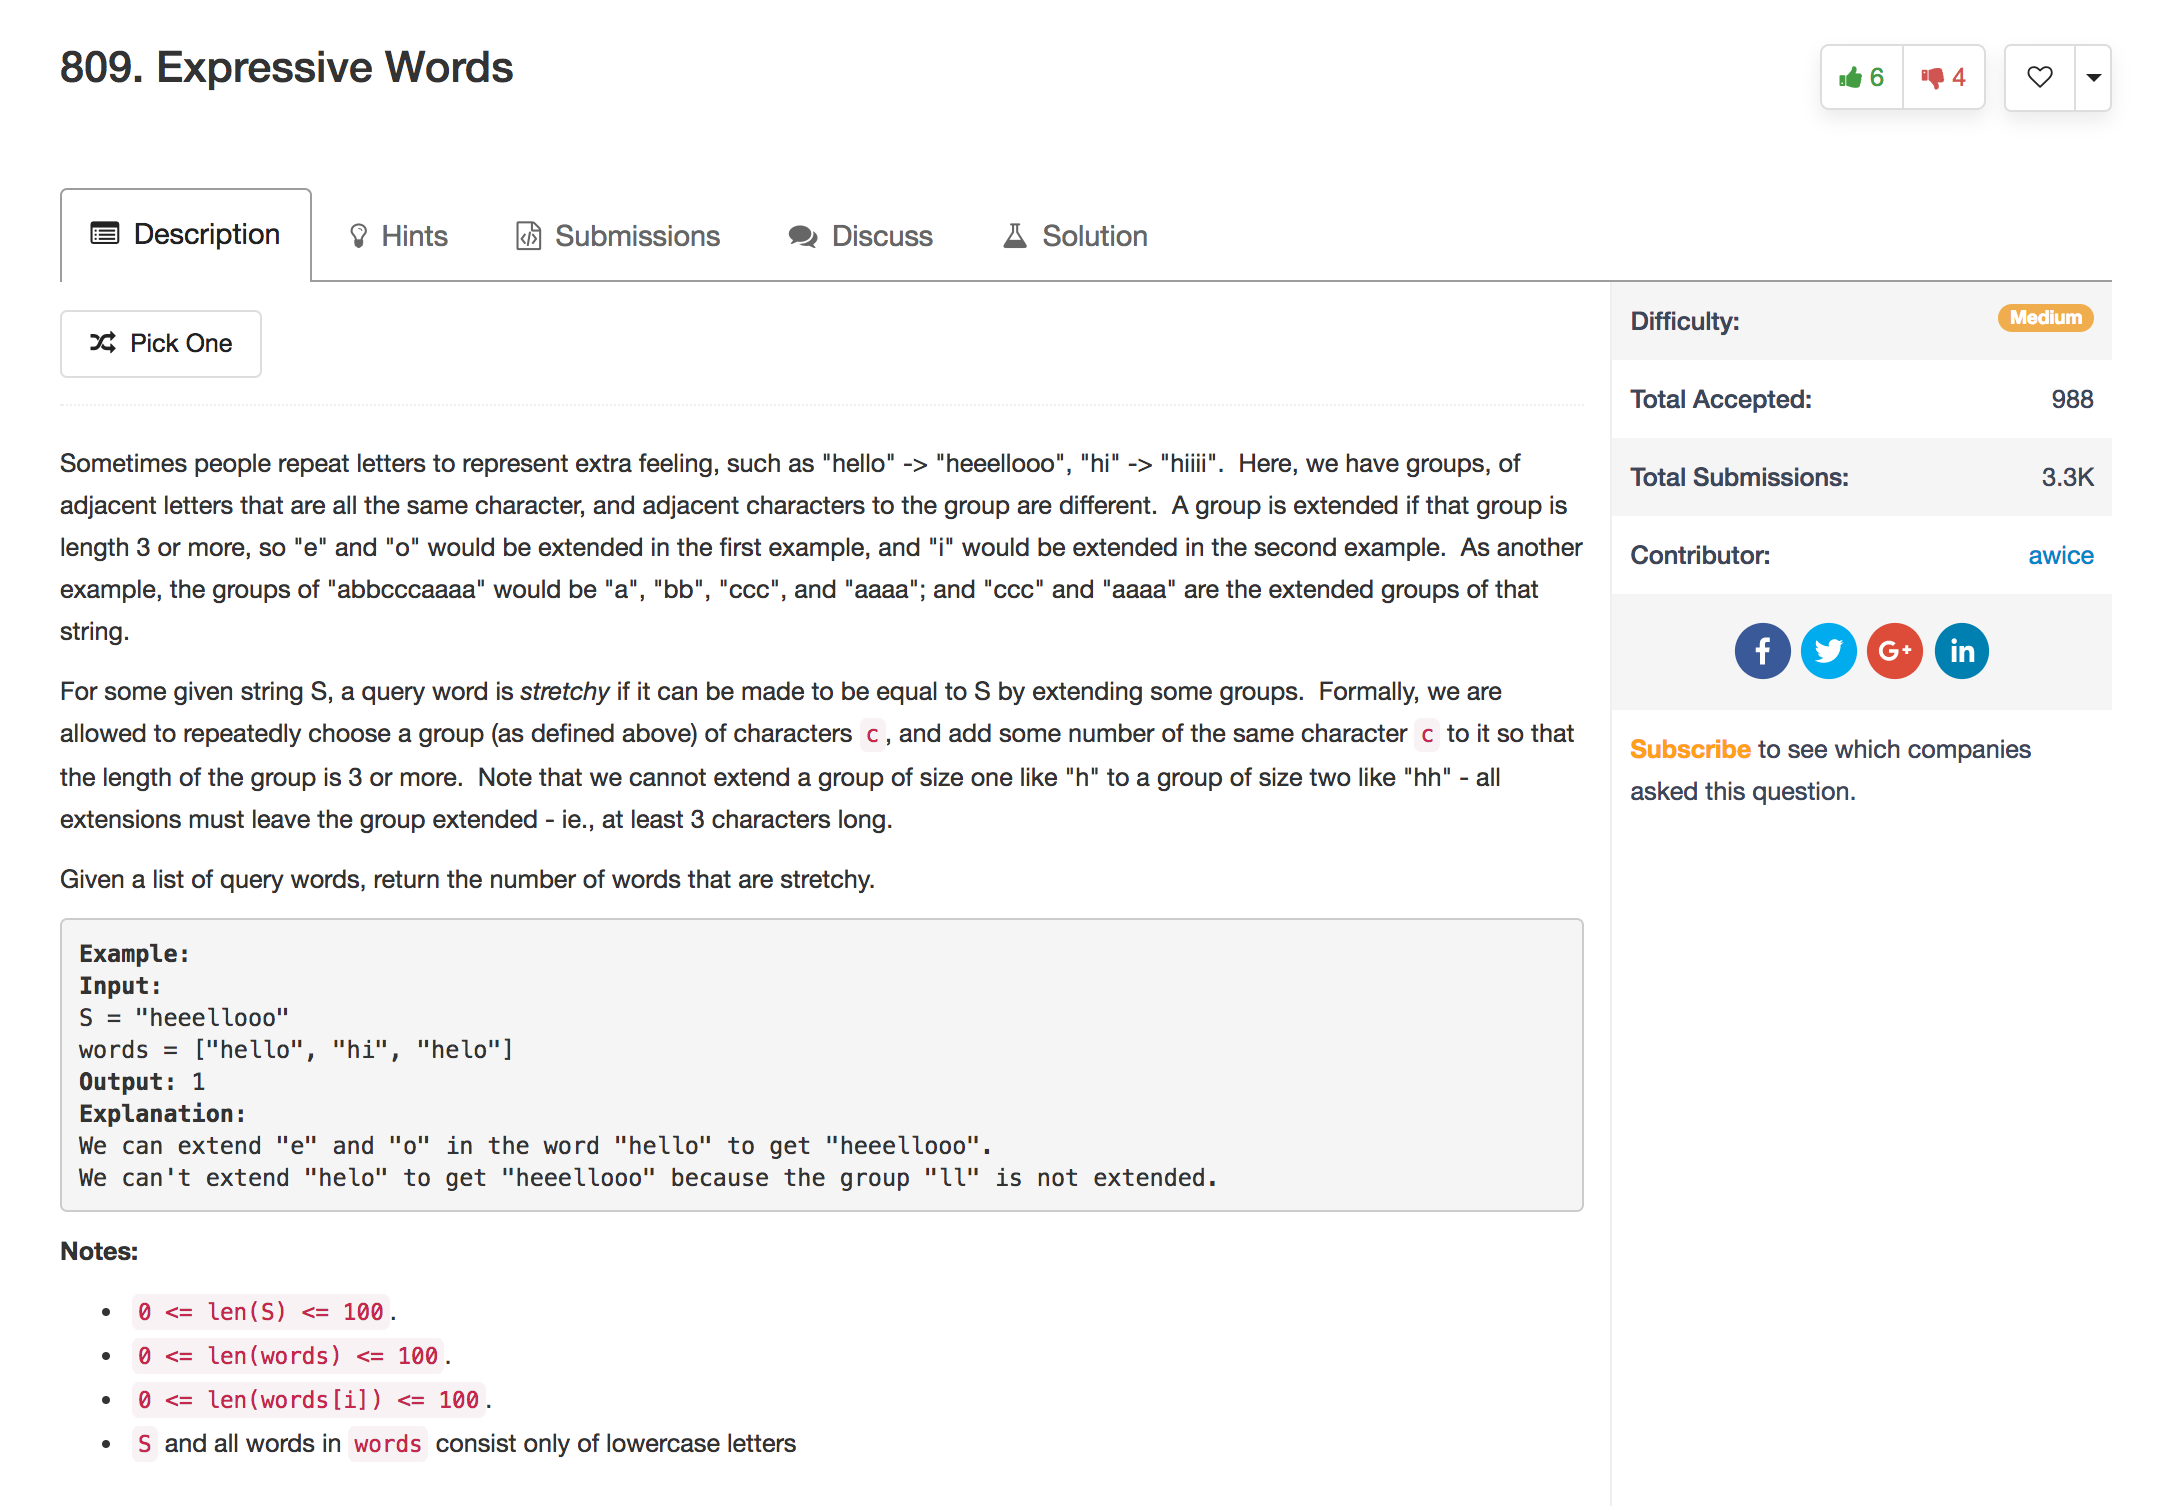 809. Expressive Words
6
4
Description
Hints
Submissions
Discuss
Solution
Pick One
Sometimes people repeat letters to represent extra feeling, such as "hello" -> "heeellooo", "hi" -> "hiiii".  Here, we have groups, of
adjacent letters that are all the same character, and adjacent characters to the group are different.  A group is extended if that group is
length 3 or more, so "e" and "o" would be extended in the first example, and "i" would be extended in the second example.  As another
example, the groups of "abbcccaaaa" would be "a", "bb", "ccc", and "aaaa"; and "ccc" and "aaaa" are the extended groups of that
string.
For some given string S, a query word is stretchy if it can be made to be equal to S by extending some groups.  Formally, we are
allowed to repeatedly choose a group (as defined above) of characters c , and add some number of the same character c to it so that
the length of the group is 3 or more.  Note that we cannot extend a group of size one like "h" to a group of size two like "hh" - all
extensions must leave the group extended - ie., at least 3 characters long.
Given a list of query words, return the number of words that are stretchy.
Example:
Input:
S = "heeellooo"
words = ["hello", "hi", "helo"]
Output: 1
Explanation:
We can extend "e" and "o" in the word "hello" to get "heeellooo".
We can't extend "helo" to get "heeellooo" because the group "ll" is not extended.
Notes:
• 0 <= len(S) <= 100.
• 0 <= len(words) <= 100.
• 0 <= len(words[i]) <= 100.
• S and all words in words consist only of lowercase letters
Difficulty: Medium
Total Accepted: 988
Total Submissions: 3.3K
Contributor: awice
f
G+
in
Subscribe to see which companies
asked this question.